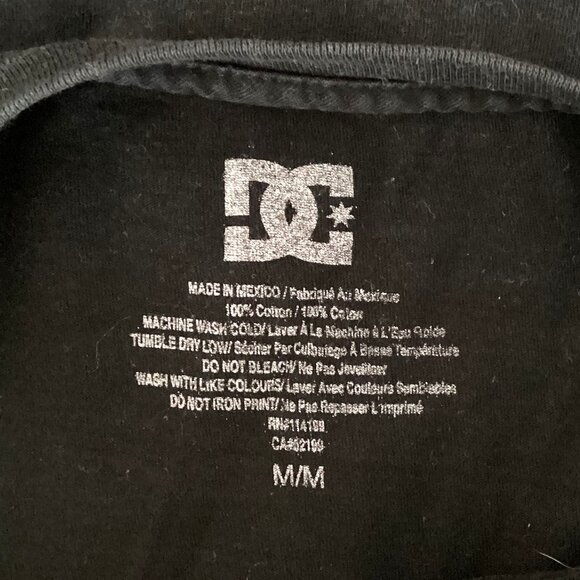 DC
MADE IN MEXICO / Fabriqué Au Mexique
100% Cotton / 100% Coton
MACHINE WASH COLD/ Laver À La Machine À L'Eau Froide
TUMBLE DRY LOW/ Sécher Par Culbutage À Basse Température
DO NOT BLEACH/ Ne Pas Javelliser
WASH WITH LIKE COLOURS/ Laver Avec Couleurs Semblables
DO NOT IRON PRINT/ Ne Pas Repasser L'imprimé
RN#114169
CA#02199
M/M